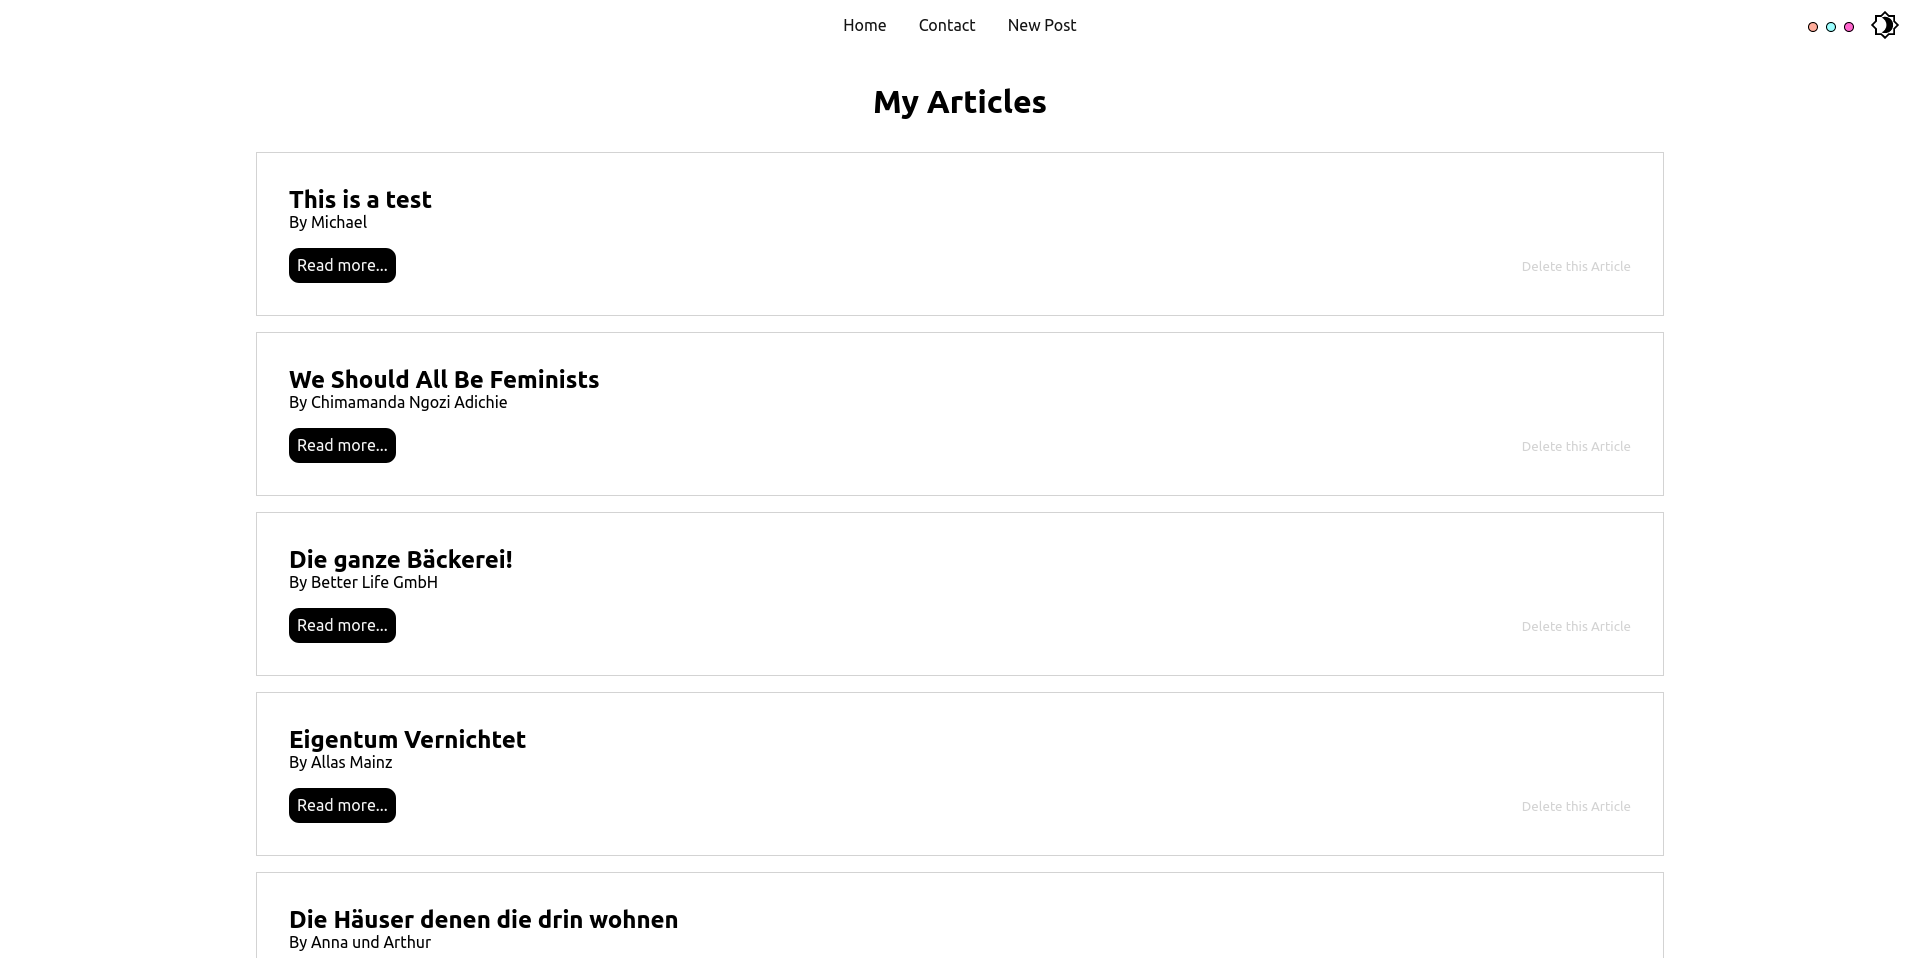 Home Contact New Post
My Articles
This is a test
By Michael
Read more...
Delete this Article
We Should All Be Feminists
By Chimamanda Ngozi Adichie
Read more...
Delete this Article
Die ganze Bäckerei!
By Better Life GmbH
Read more...
Delete this Article
Eigentum Vernichtet
By Allas Mainz
Read more...
Delete this Article
Die Häuser denen die drin wohnen
By Anna und Arthur